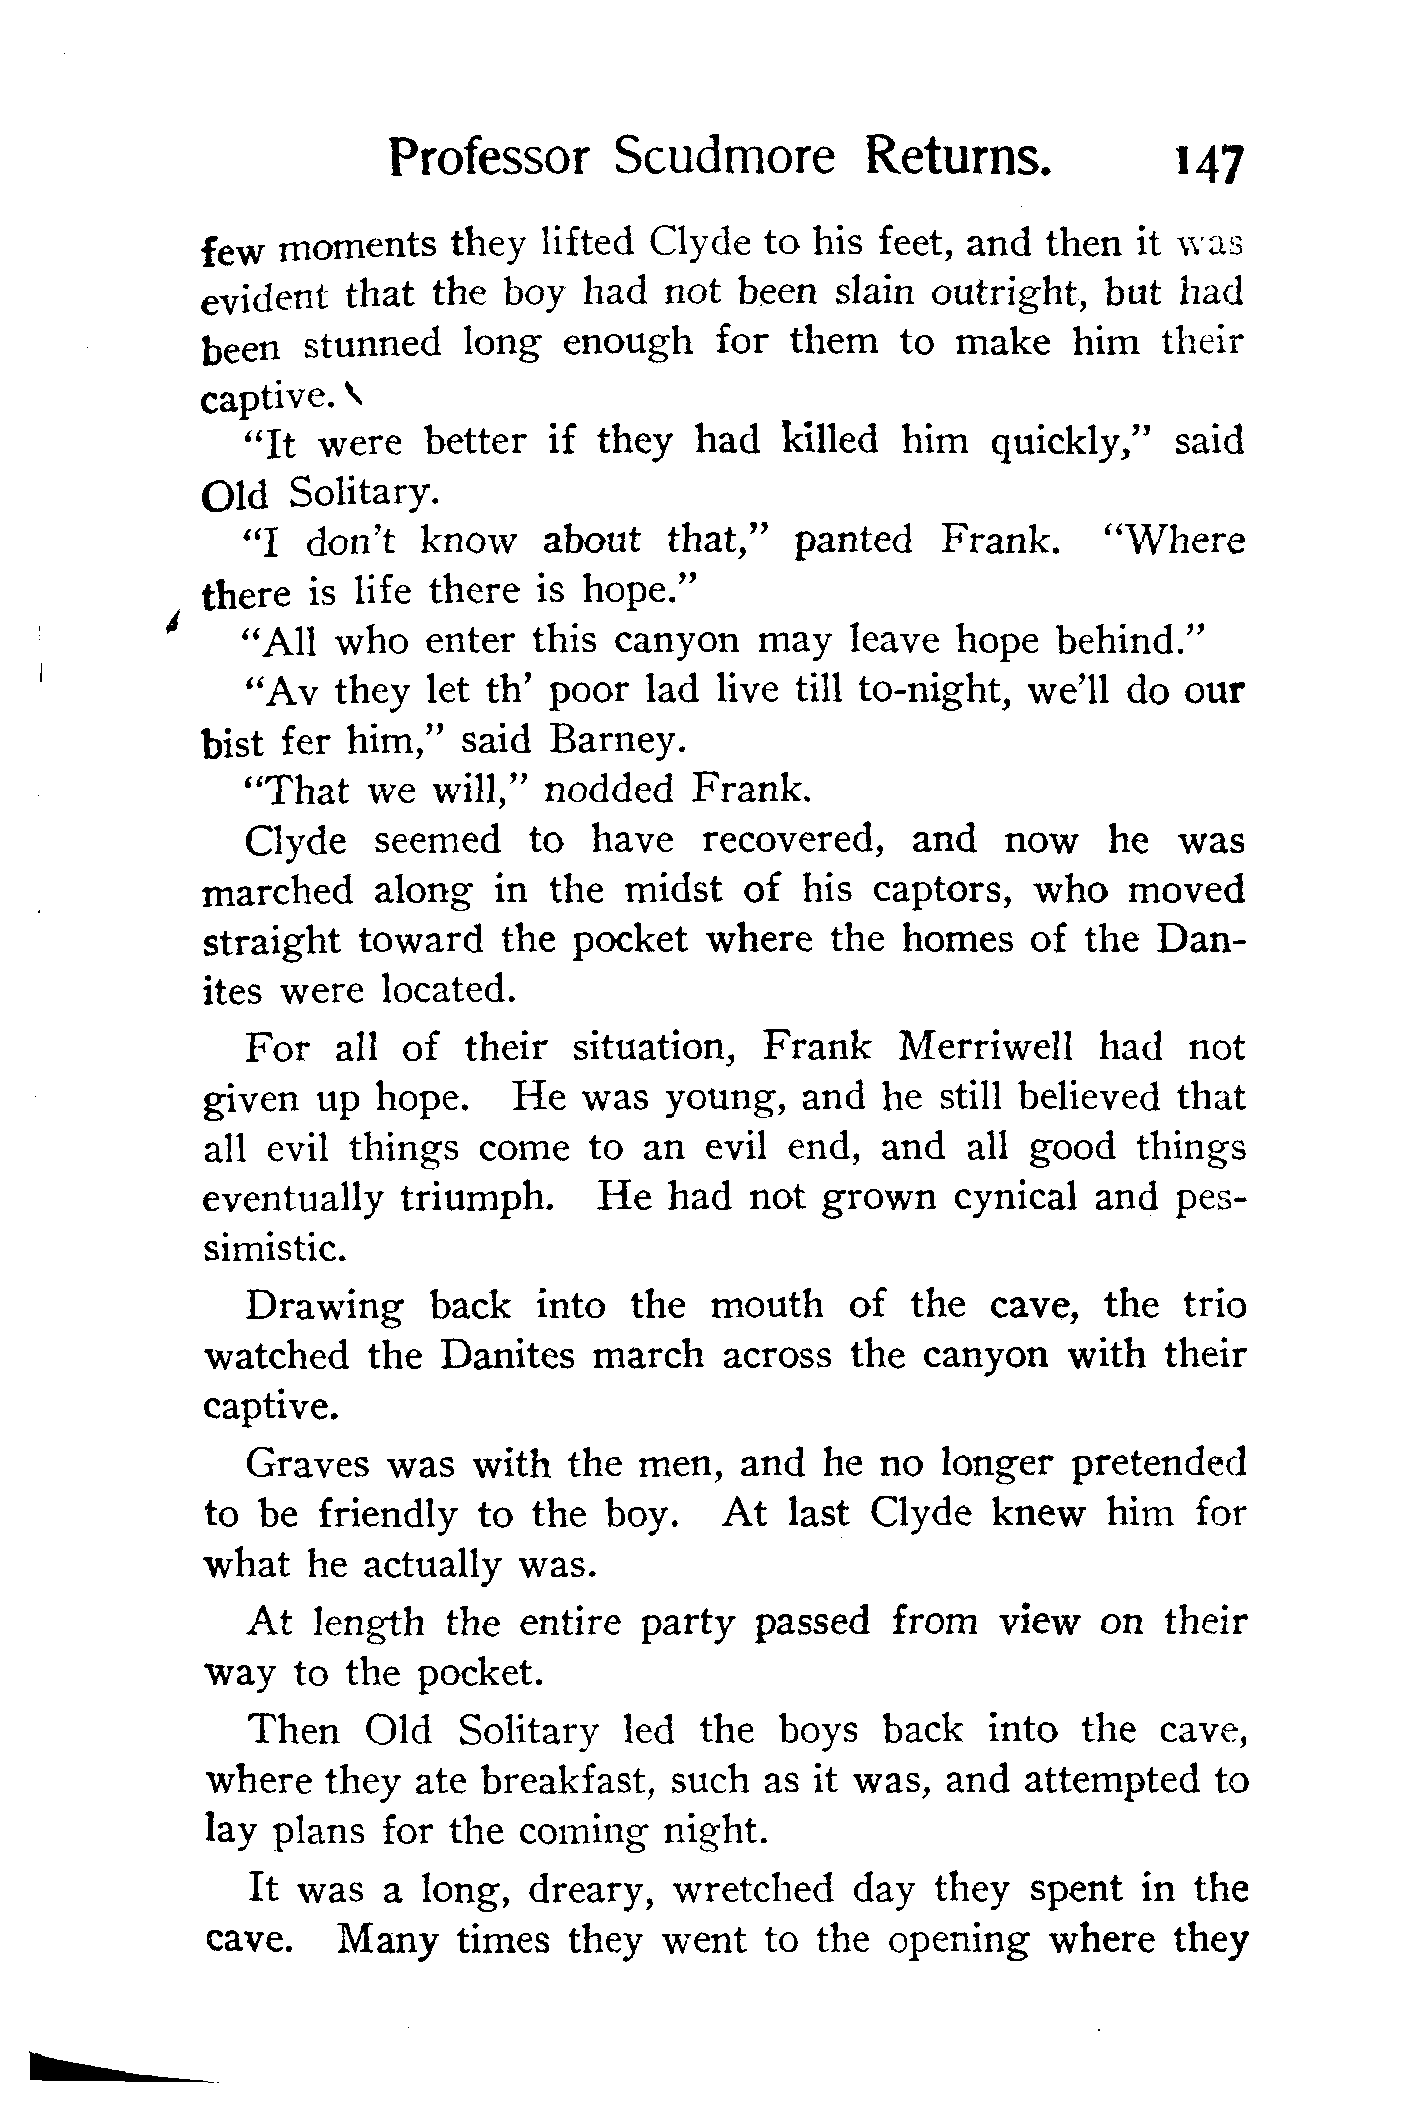 Professor Scudmore Returns. 147
few moments they lifted Clyde to his feet, and then it was
evident that the boy had not been slain outright, but had
been stunned long enough for them to make him their
captive.
"It were better if they had killed him quickly," said
Old Solitary.
"I don't know about that," panted Frank. "Where
there is life there is hope."
"All who enter this canyon may leave hope behind."
"Av they let th' poor lad live till to-night, we'll do our
bist fer him," said Barney.
"That we will," nodded Frank.
Clyde seemed to have recovered, and now he was
marched along in the midst of his captors, who moved
straight toward the pocket where the homes of the Dan-
ites were located.
For all of their situation, Frank Merriwell had not
given up hope. He was young, and he still believed that
all evil things come to an evil end, and all good things
eventually triumph. He had not grown cynical and pes-
simistic.
Drawing back into the mouth of the cave, the trio
watched the Danites march across the canyon with their
captive.
Graves was with the men, and he no longer pretended
to be friendly to the boy. At last Clyde knew him for
what he actually was.
At length the entire party passed from view on their
way to the pocket.
Then Old Solitary led the boys back into the cave,
where they ate breakfast, such as it was, and attempted to
lay plans for the coming night.
It was a long, dreary, wretched day they spent in the
cave. Many times they went to the opening where they